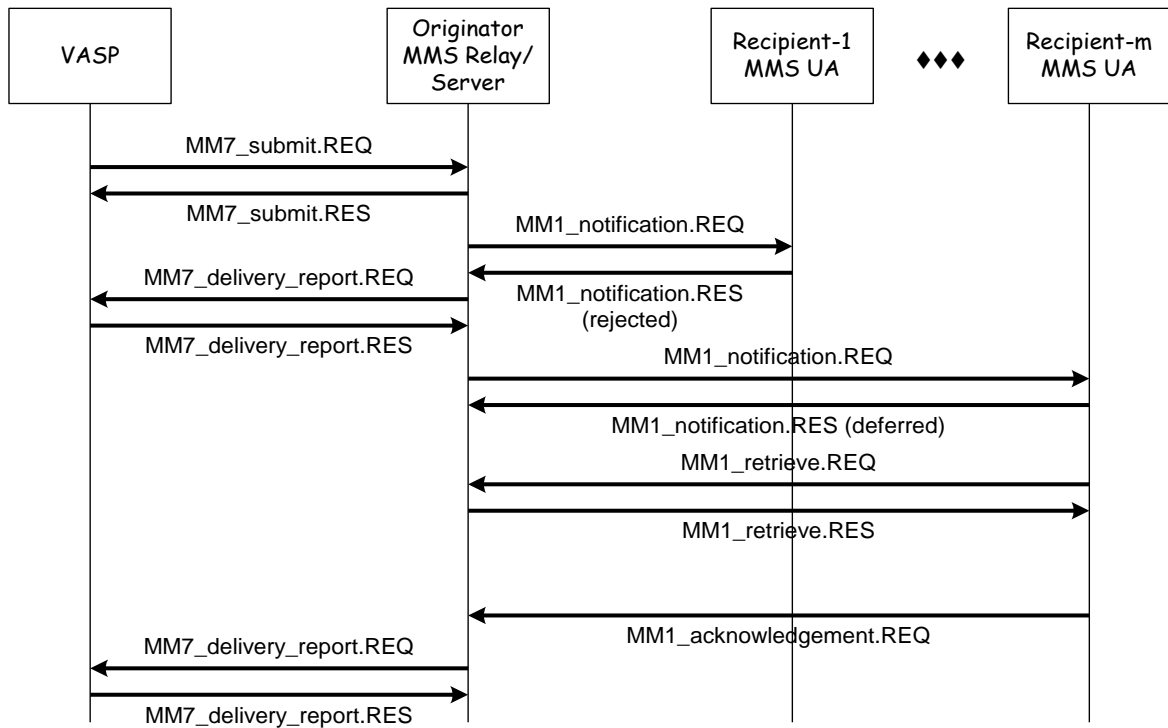 VASP
Originator
MMS Relay/
Server
Recipient-1
MMS UA
Recipient-m
MMS UA
MM7_submit.REQ
MM7_submit.RES
MM1_notification.REQ
MM7_delivery_report.REQ
MM1_notification.RES
(rejected)
MM7_delivery_report.RES
MM1_notification.REQ
MM1_notification.RES (deferred)
MM1_retrieve.REQ
MM1_retrieve.RES
MM1_acknowledgement.REQ
MM7_delivery_report.REQ
MM7_delivery_report.RES